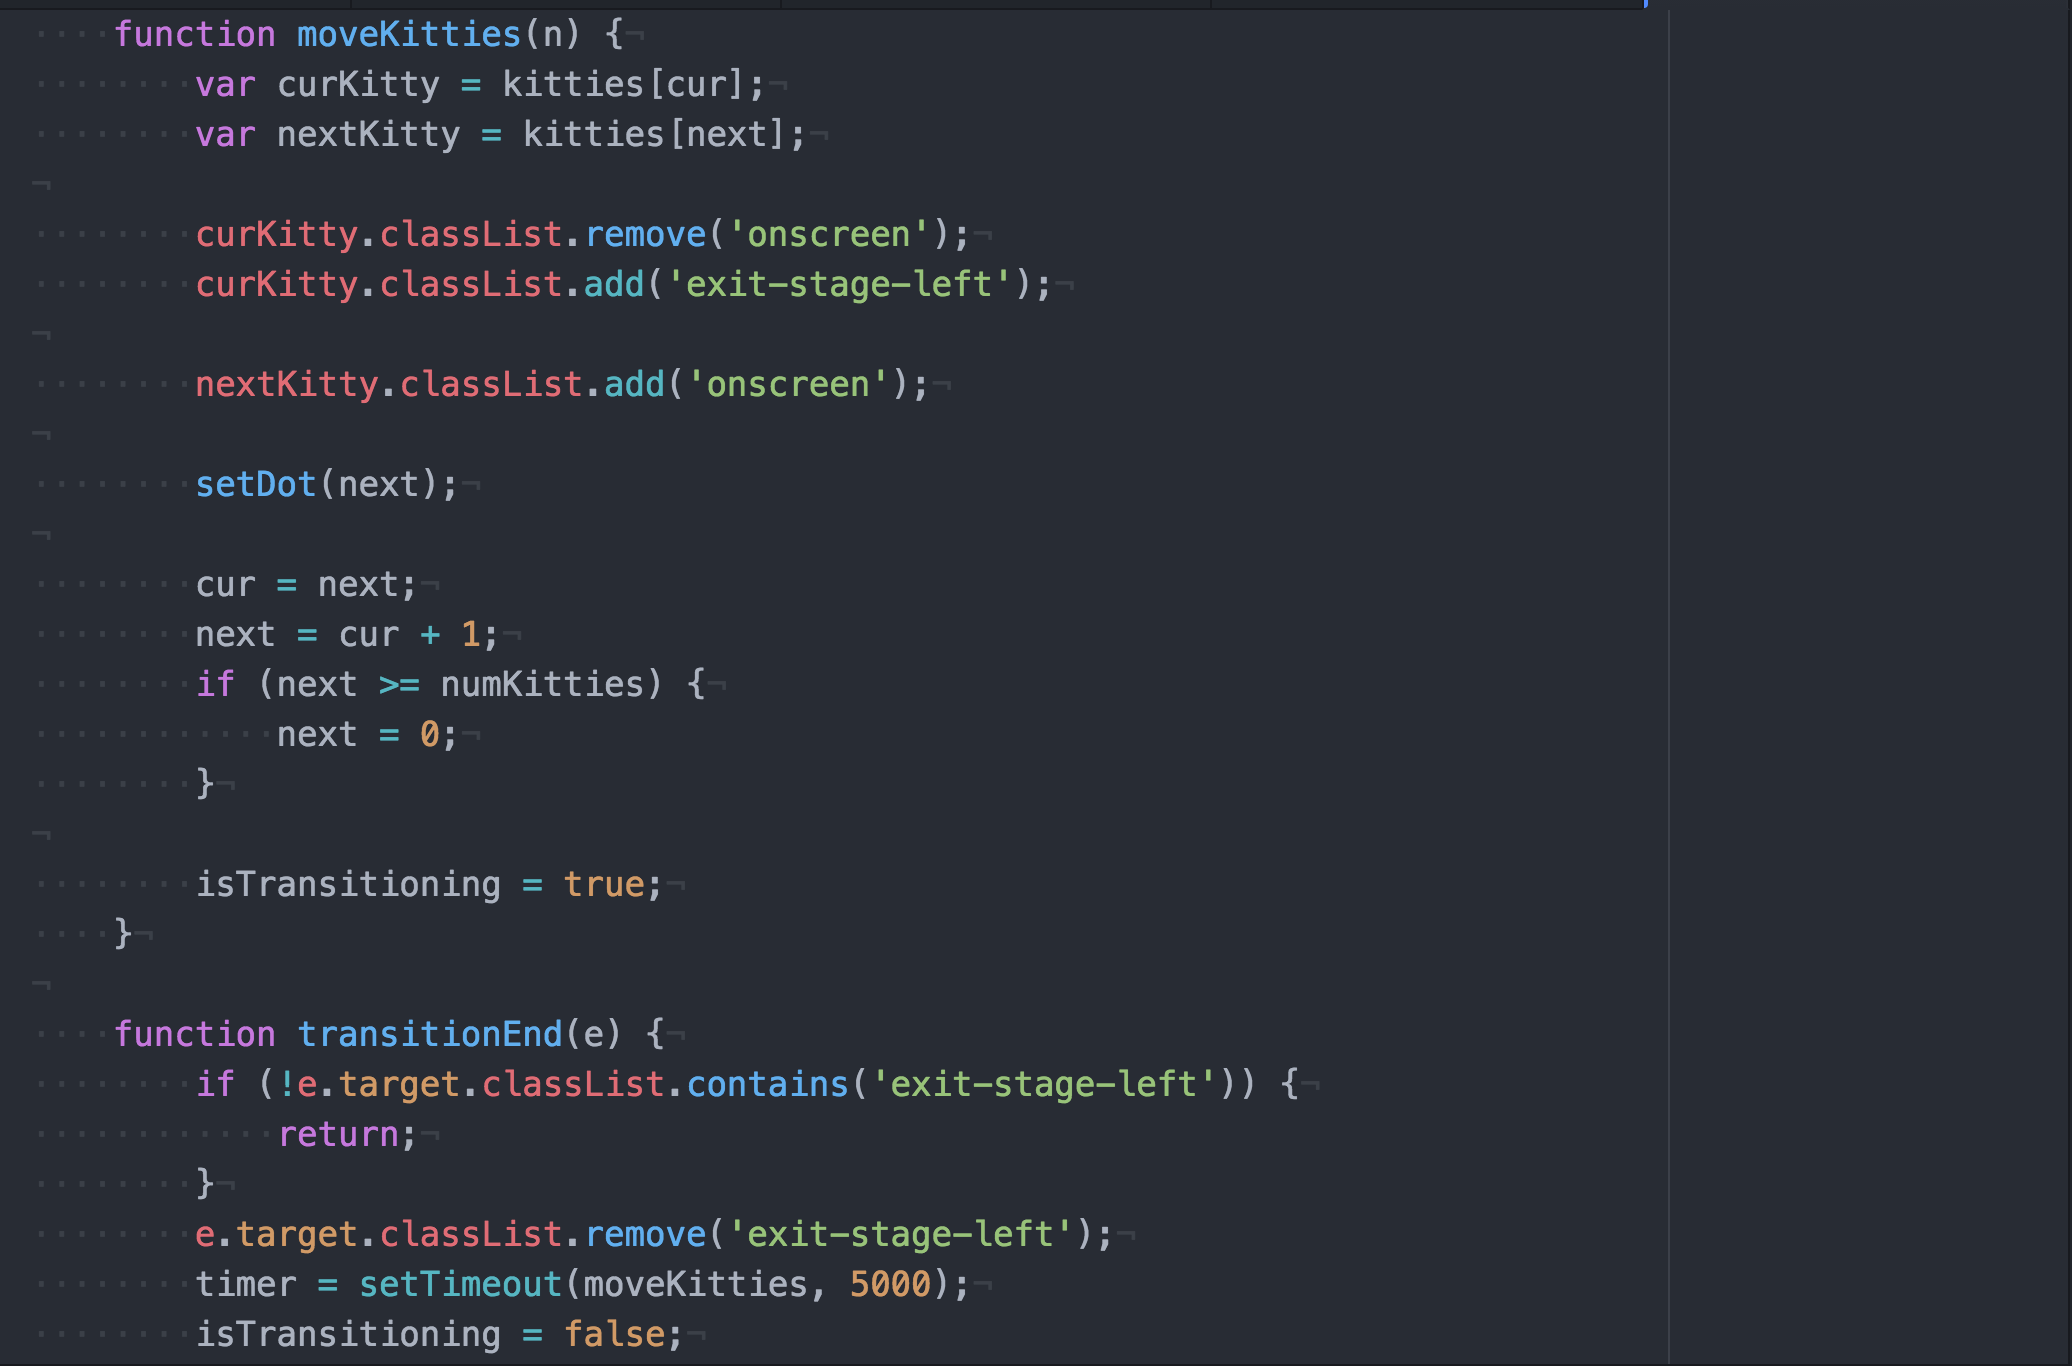 function moveKitties(n) {
var curKitty = kitties[cur];
var nextKitty = kitties[next];
curKitty.classList.remove('onscreen');
curKitty.classList.add('exit-stage-left');
nextKitty.classList.add('onscreen');
setDot(next);
cur = next;
next = cur + 1;
if (next >= numKitties) {
next = 0;
}
isTransitioning = true;
}
function transitionEnd(e) {
if (!e.target.classList.contains('exit-stage-left')) {
return;
}
e.target.classList.remove('exit-stage-left');
timer = setTimeout(moveKitties, 5000);
isTransitioning = false;